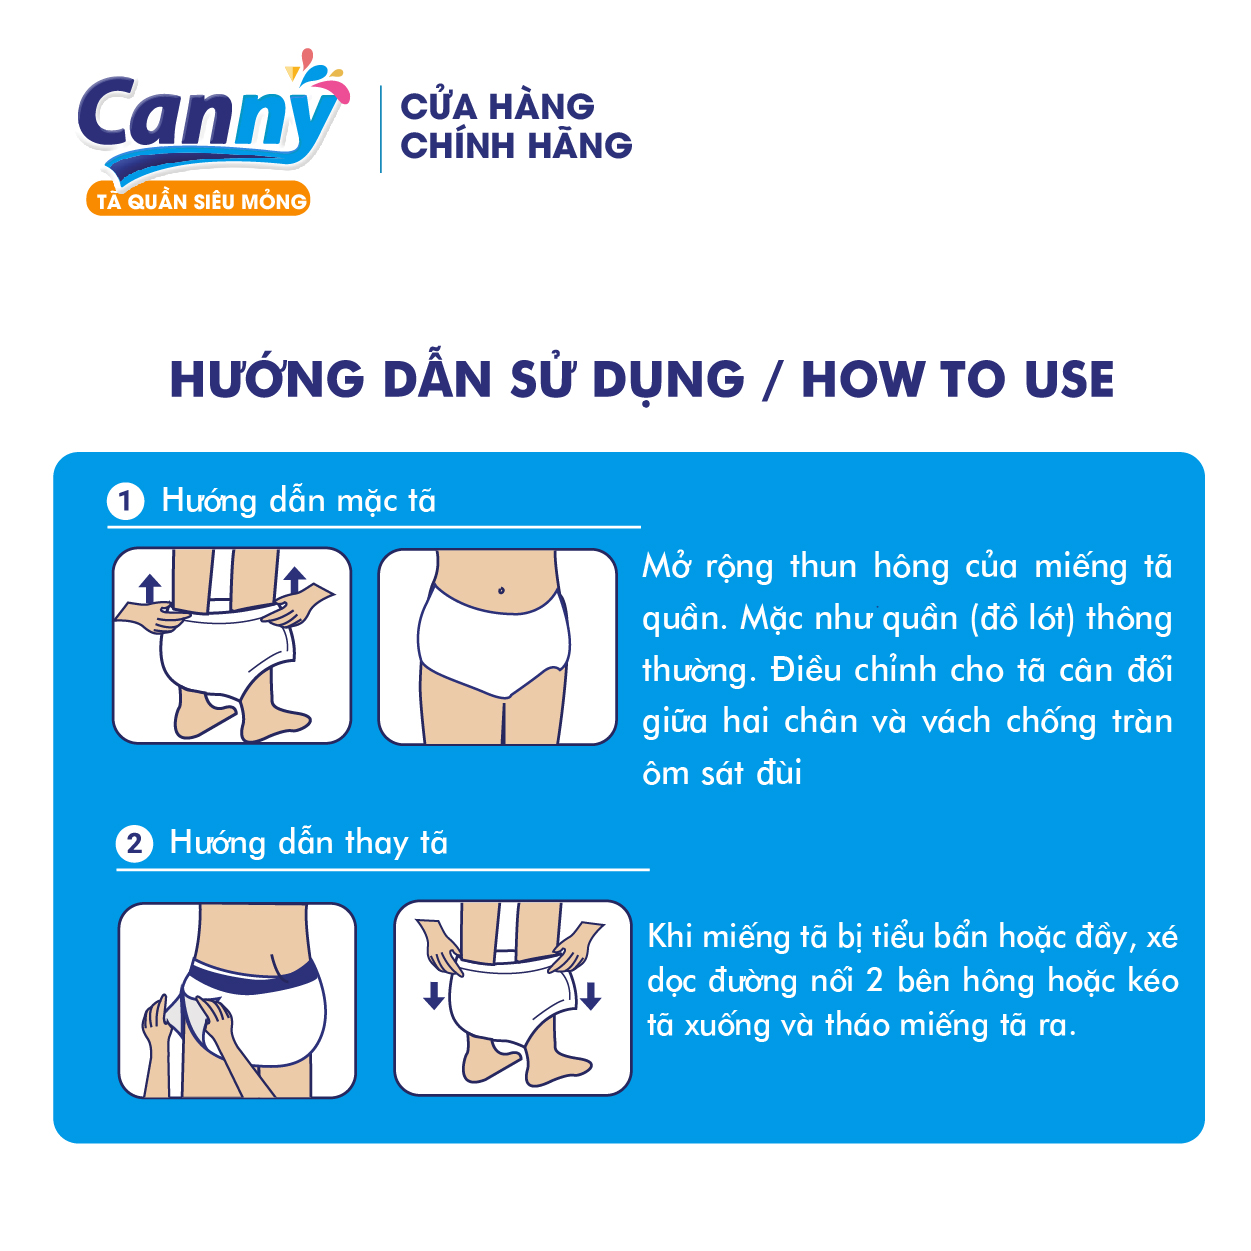 Canny
TÃ QUẦN SIÊU MỎNG
CỬA HÀNG
CHÍNH HÃNG
HƯỚNG DẪN SỬ DỤNG / HOW TO USE
1 Hướng dẫn mặc tã
Mở rộng thun hông của miếng tã
quần. Mặc như quần (đồ lót) thông
thường. Điều chỉnh cho tã cân đối
giữa hai chân và vách chống tràn
ôm sát đùi
2 Hướng dẫn thay tã
Khi miếng tã bị tiểu bẩn hoặc đầy, xé
dọc đường nối 2 bên hông hoặc kéo
tã xuống và tháo miếng tã ra.